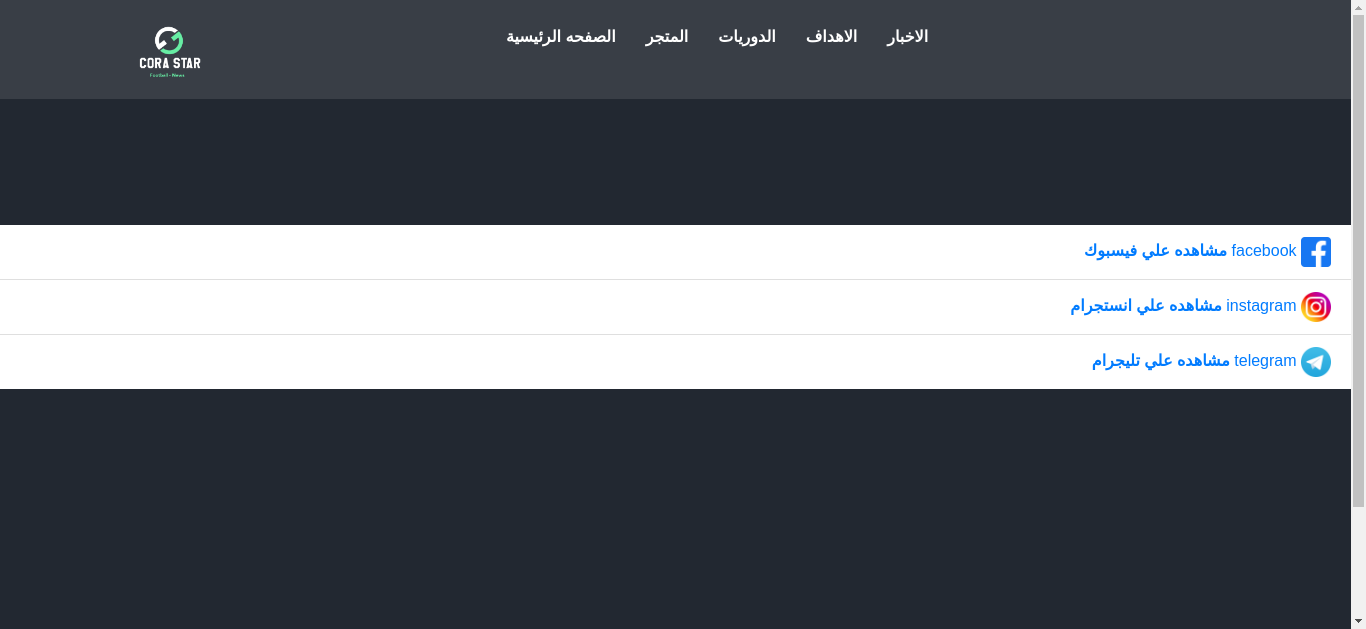 CORA STAR
Football - News
الصفحه الرئيسية
المتجر
الدوريات
الاهداف
الاخبار
facebook مشاهده علي فيسبوك
instagram مشاهده علي انستجرام
telegram مشاهده علي تليجرام